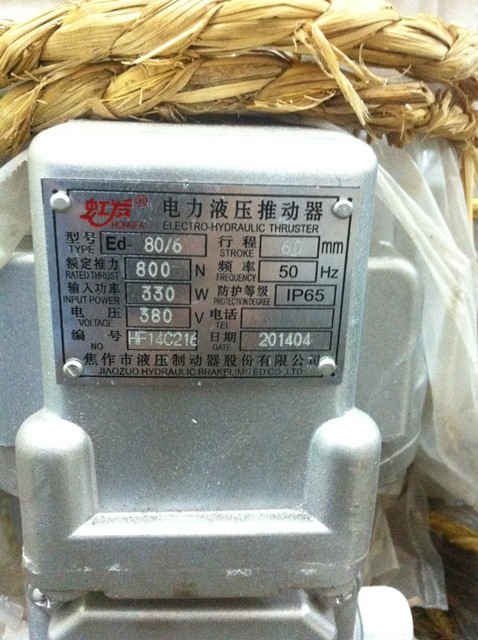 虹发® 电力液压推动器
HONGFA ELECTRO-HYDRAULIC THRUSTER
型号 Ed- 80/6 行程 60 mm
TYPE STROKE
额定推力 800 N 频率 50 Hz
RATED THRUST FREQUENCY
输入功率 330 W 防护等级 IP65
INPUT POWER PROTECTION DEGREE
电压 380 V 电话
VOLTAGE TEL
编号 HF14C216 日期 201404
NO DATE
焦作市液压制动器股份有限公司
JIAOZUO HYDRAULIC BRAKE LIMITED CO.,LTD